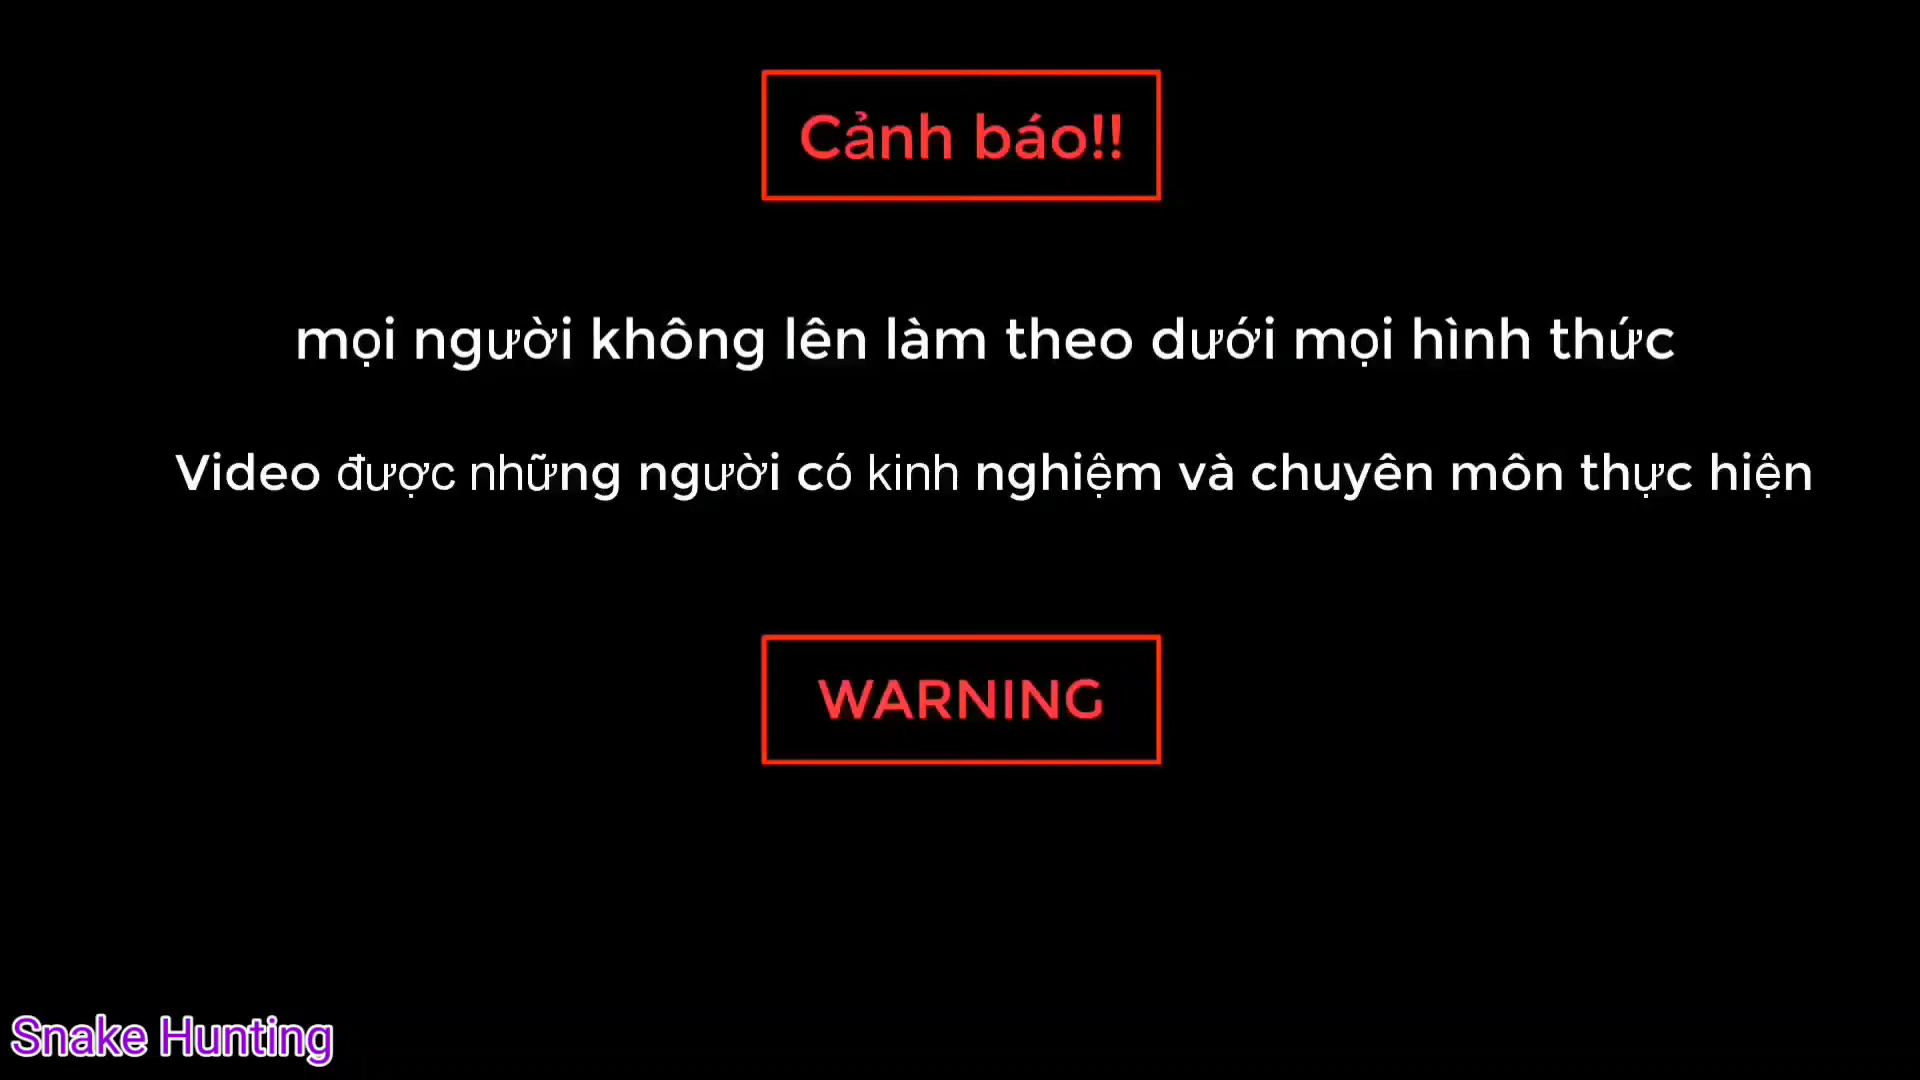 Cảnh báo!!
mọi người không lên làm theo dưới mọi hình thức
Video được những người có kinh nghiệm và chuyên môn thực hiện
WARNING
Snake Hunting